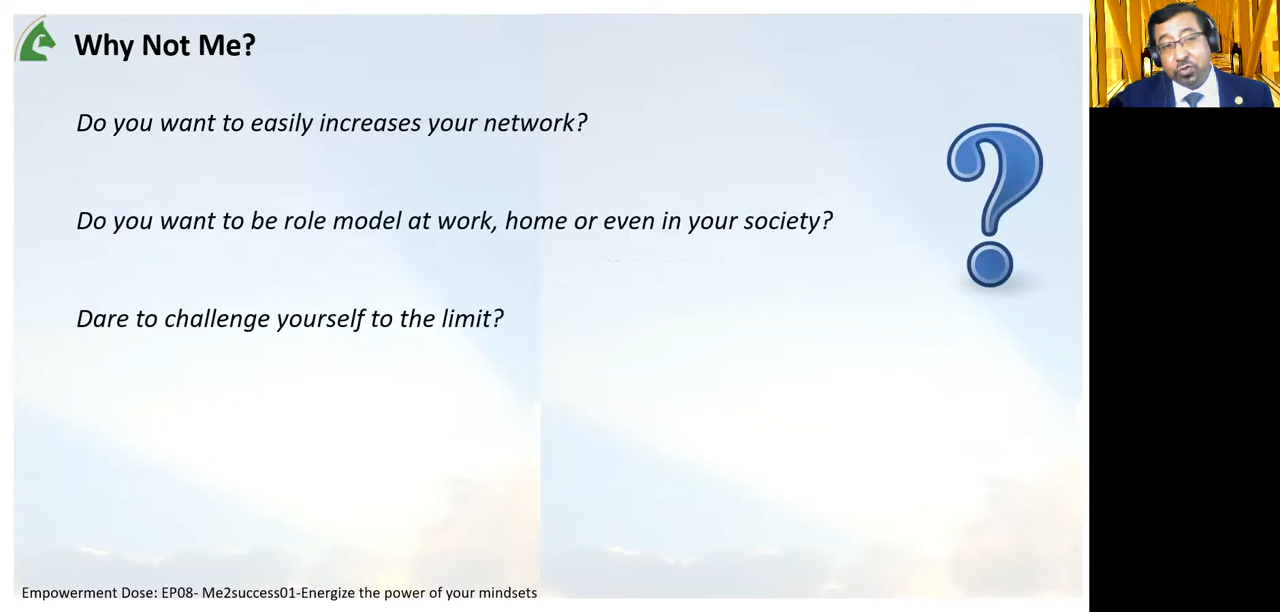 Why Not Me?
Do you want to easily increases your network?
Do you want to be role model at work, home or even in your society?
Dare to challenge yourself to the limit?
Empowerment Dose: EP08- Me2success01-Energize the power of your mindsets